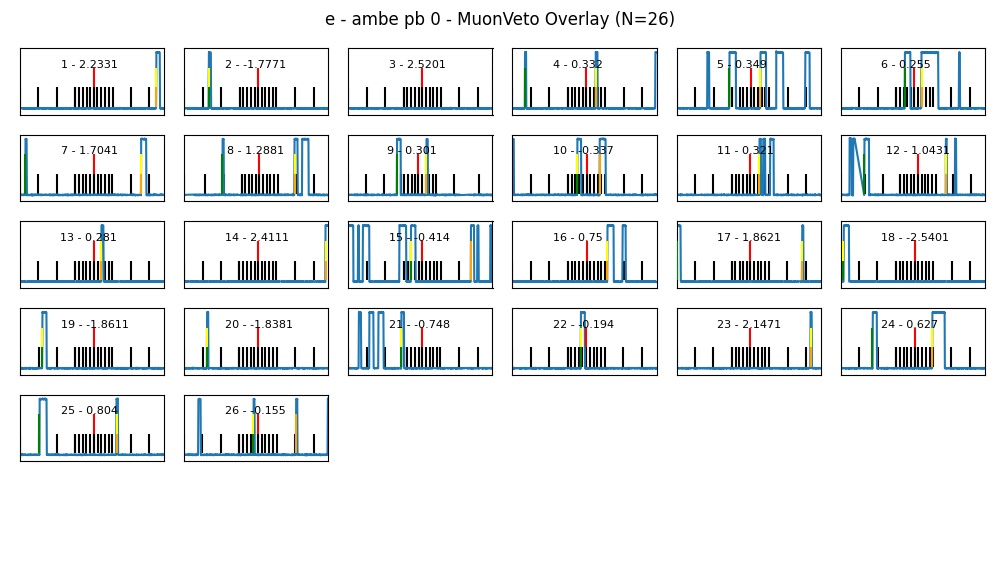 e - ambe pb 0 - MuonVeto Overlay (N=26)
1 - 2.2331
2 - -1.7771
3 - 2.5201
4 - 0.332
5 - 0.349
6 - 0.255
7 - 1.7041
8 - 1.2881
9 - 0.301
10 - -0.337
11 - 0.321
12 - 1.0431
13 - 0.281
14 - 2.4111
15 - -0.414
16 - 0.75
17 - 1.8621
18 - -2.5401
19 - -1.8611
20 - -1.8381
21 - -0.748
22 - -0.194
23 - 2.1471
24 - 0.627
25 - 0.804
26 - -0.155